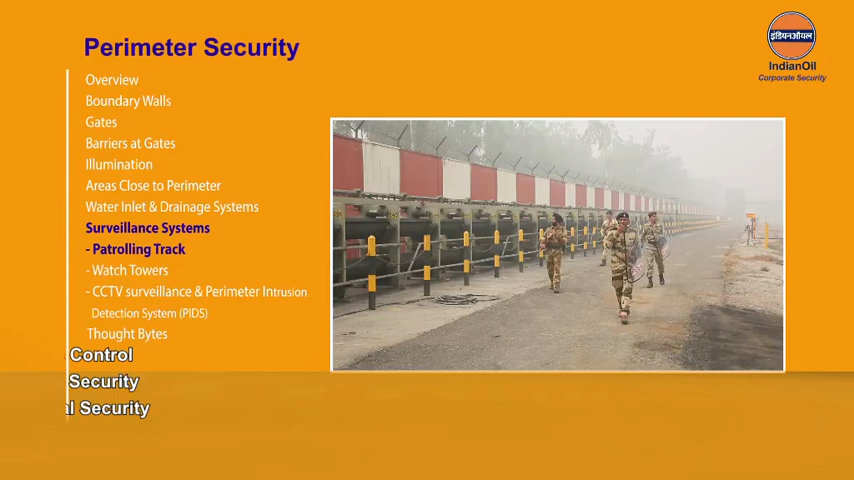 Perimeter Security
इंडियनऑयल
IndianOil
Corporate Security
Overview
Boundary Walls
Gates
Barriers at Gates
Illumination
Areas Close to Perimeter
Water Inlet & Drainage Systems
Surveillance Systems
- Patrolling Track
- Watch Towers
- CCTV surveillance & Perimeter Intrusion
Detection System (PIDS)
Thought Bytes
Control
Security
al Security